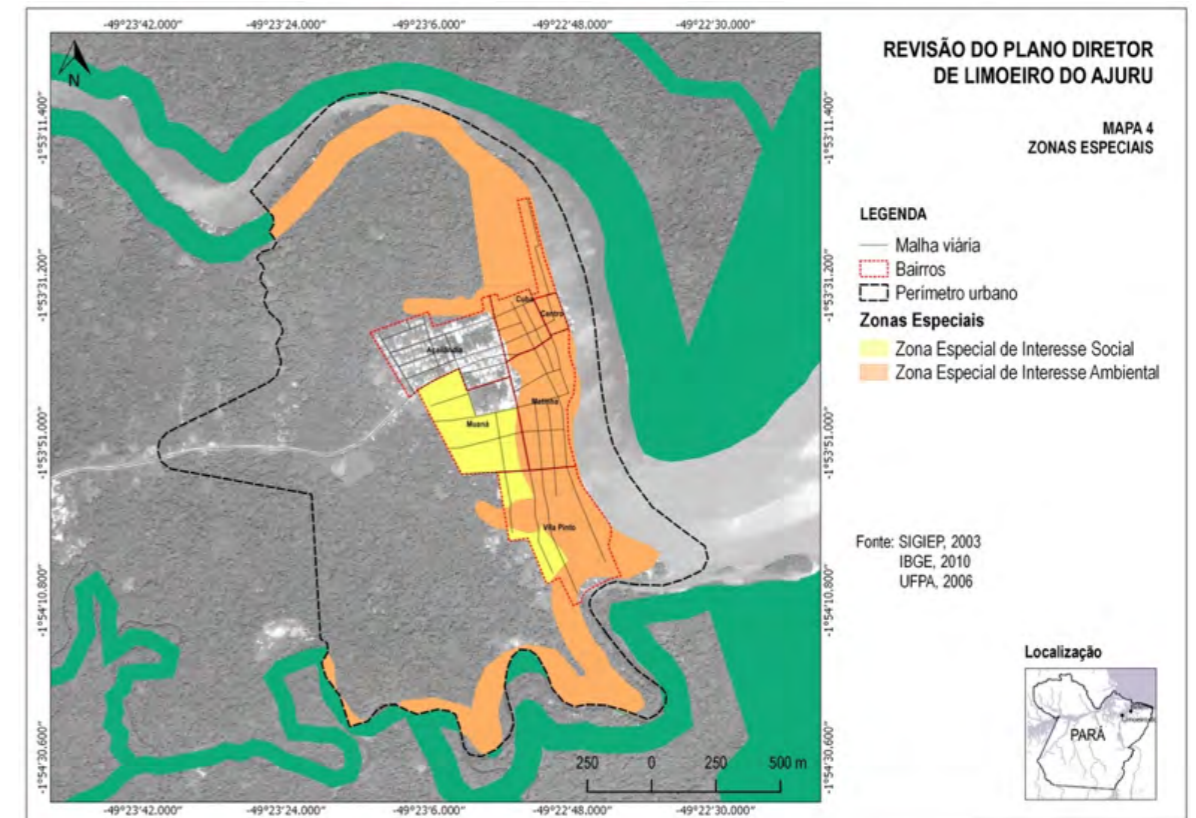 -49°23'42.000" -49°23'24.000" -49°23'6.000" -49°22'48.000" -49°22'30.000"
N
-1°53'11.400" -1°53'31.200" -1°53'51.000" -1°54'10.800" -1°54'30.600"
Cuba
Centro
Matinha
Muaná
Vila Pinto
250 0 250 500 m
-1°53'11.400" -1°53'31.200" -1°53'51.000" -1°54'10.800" -1°54'30.600"
-49°23'42.000" -49°23'24.000" -49°23'6.000" -49°22'48.000" -49°22'30.000"
REVISÃO DO PLANO DIRETOR
DE LIMOEIRO DO AJURU
MAPA 4
ZONAS ESPECIAIS
LEGENDA
Malha viária
Bairros
Perímetro urbano
Zonas Especiais
Zona Especial de Interesse Social
Zona Especial de Interesse Ambiental
Fonte: SIGIEP, 2003
IBGE, 2010
UFPA, 2006
Localização
PARÁ